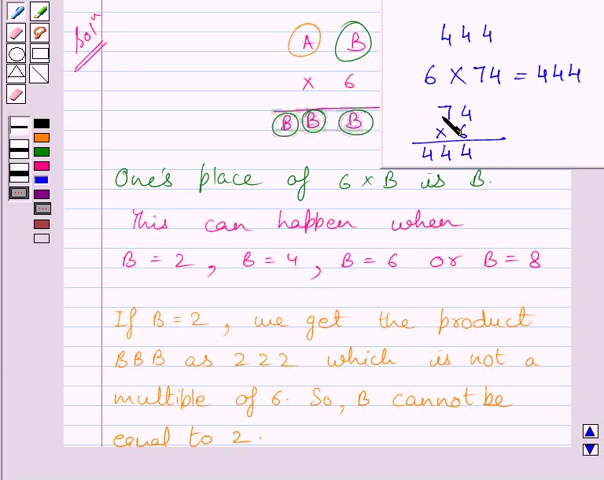 Solⁿ
A B
× 6
B B B
444
6 × 74 = 444
74
× 6
444
One's place of 6 × B is B.
This can happen when
B = 2 , B = 4 , B = 6 or B = 8
If B = 2 , we get the product
BBB as 222 which is not a
multiple of 6. So, B cannot be
equal to 2.